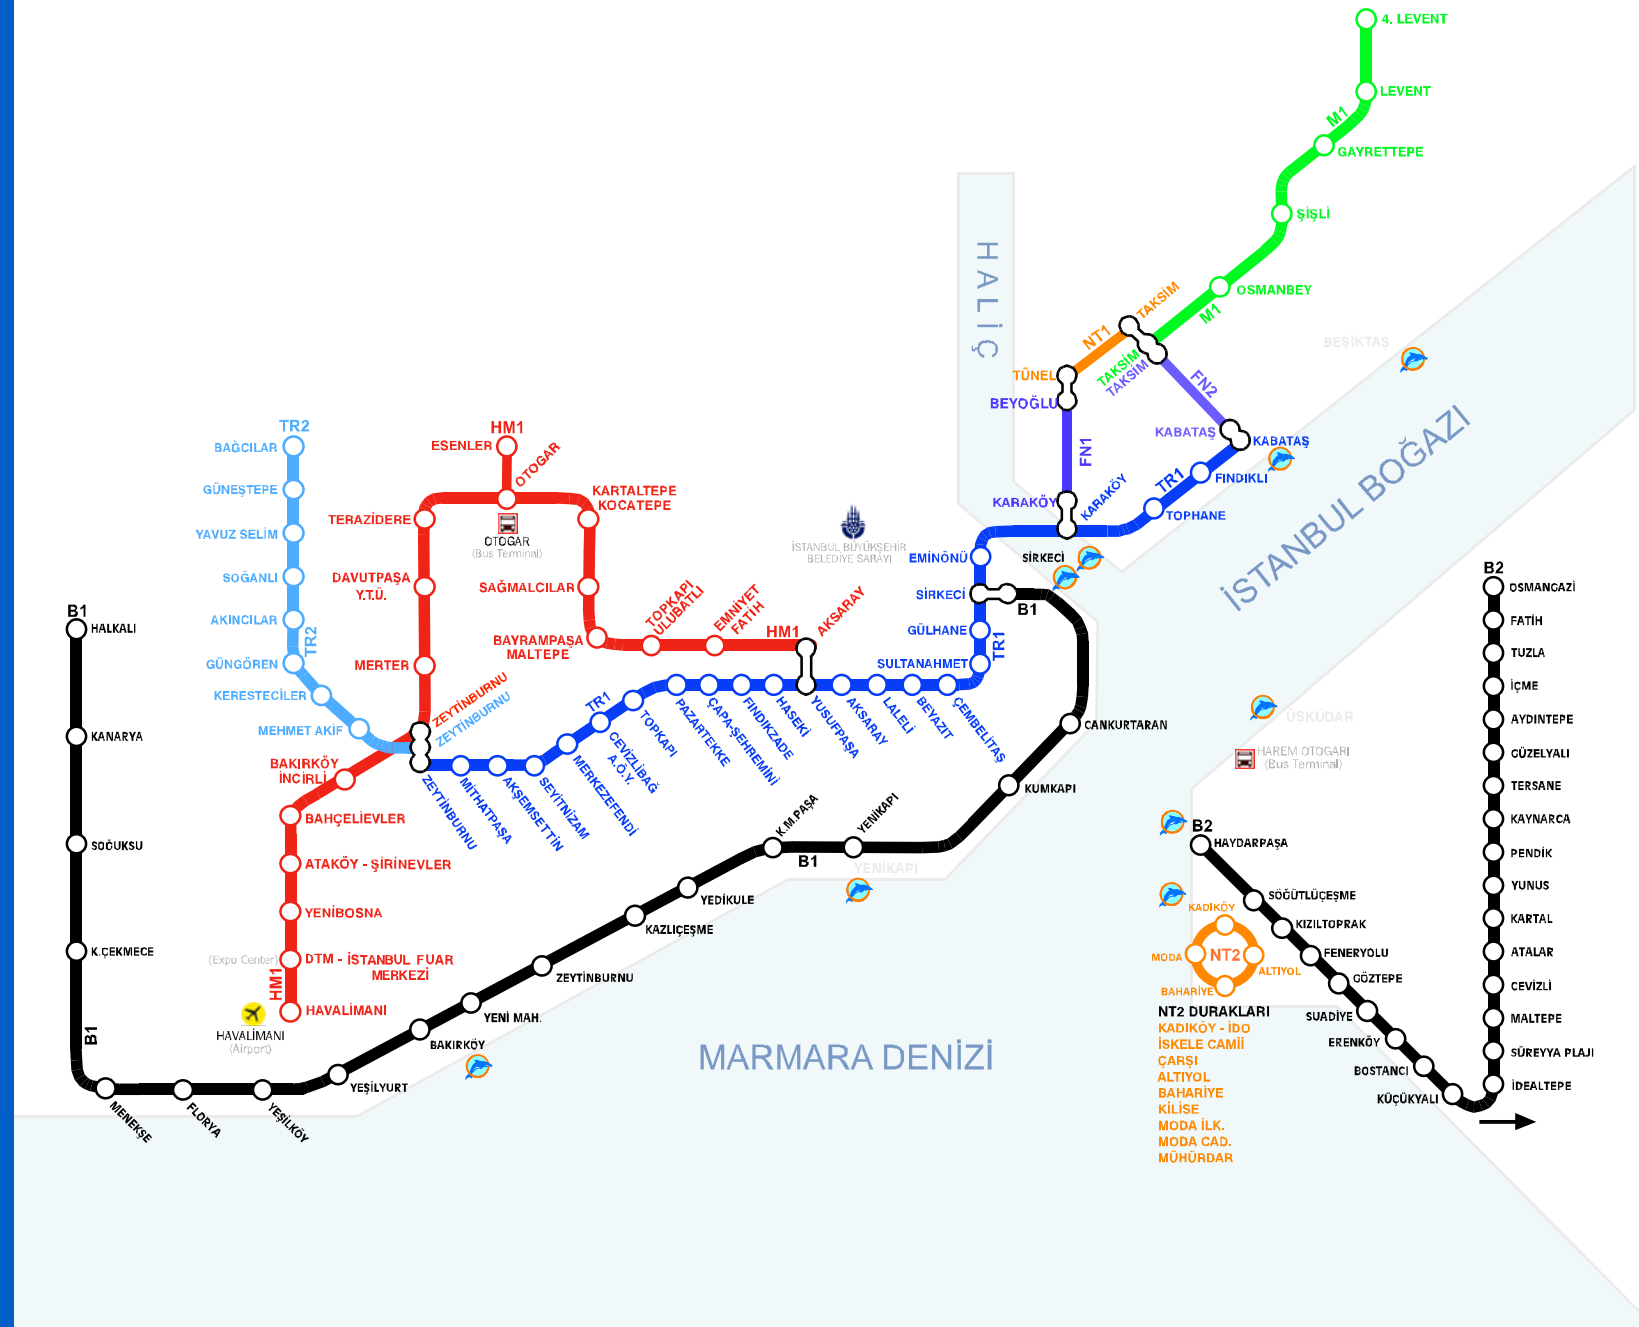 4. LEVENT
LEVENT
M1
GAYRETTEPE
ŞİŞLİ
OSMANBEY
M1
HALİÇ
TAKSİM
NT1
TAKSİM
TAKSİM
TÜNEL
BEYOĞLU
FN2
BEŞİKTAŞ
KABATAŞ
KABATAŞ
FN1
KARAKÖY
KARAKÖY
TR1
FINDIKLI
TOPHANE
İSTANBUL BOĞAZI
TR2
BAĞCILAR
GÜNEŞTEPE
YAVUZ SELİM
SOĞANLI
AKINCILAR
TR2
GÜNGÖREN
KERESTECİLER
MEHMET AKİF
ZEYTİNBURNU
HM1
ESENLER
OTOGAR
OTOGAR
(Bus Terminal)
KARTALTEPE
KOCATEPE
TERAZİDERE
DAVUTPAŞA
Y.T.Ü.
SAĞMALCILAR
MERTER
BAYRAMPAŞA
MALTEPE
TOPKAPI
ULUBATLI
EMNİYET
FATİH
HM1
AKSARAY
ZEYTİNBURNU
BAKIRKÖY
İNCİRLİ
BAHÇELİEVLER
ATAKÖY - ŞİRİNEVLER
YENİBOSNA
(Expo Center)
DTM - İSTANBUL FUAR
MERKEZİ
HM1
HAVALİMANI
HAVALİMANI
(Airport)
İSTANBUL BÜYÜKŞEHİR
BELEDİYE SARAYI
EMİNÖNÜ
SİRKECİ
SİRKECİ
B1
GÜLHANE
TR1
SULTANAHMET
ZEYTİNBURNU
MİTHATPAŞA
AKŞEMSETTİN
SEYİTNİZAM
MERKEZEFENDİ
TR1
CEVİZLİBAĞ
A.Ö.Y.
TOPKAPI
PAZARTEKKE
ÇAPA-ŞEHREMİNİ
FINDIKZADE
HASEKİ
YUSUFPAŞA
AKSARAY
LALELİ
BEYAZIT
ÇEMBELİTAŞ
B1
HALKALI
KANARYA
SOĞUKSU
K.ÇEKMECE
B1
MENEKŞE
FLORYA
YEŞİLKÖY
YEŞİLYURT
BAKIRKÖY
YENİ MAH.
ZEYTİNBURNU
KAZLIÇEŞME
YEDİKULE
K.M.PAŞA
B1
YENİKAPI
YENİKAPI
KUMKAPI
CANKURTARAN
MARMARA DENİZİ
ÜSKÜDAR
HAREM OTOGARI
(Bus Terminal)
B2
HAYDARPAŞA
SÖĞÜTLÜÇEŞME
KIZILTOPRAK
FENERYOLU
GÖZTEPE
SUADİYE
ERENKÖY
BOSTANCI
KÜÇÜKYALI
KADIKÖY
MODA
NT2
ALTIYOL
BAHARİYE
NT2 DURAKLARI
KADIKÖY - İDO
İSKELE CAMİİ
ÇARŞI
ALTIYOL
BAHARİYE
KİLİSE
MODA İLK.
MODA CAD.
MÜHÜRDAR
B2
OSMANGAZİ
FATİH
TUZLA
İÇME
AYDINTEPE
GÜZELYALI
TERSANE
KAYNARCA
PENDİK
YUNUS
KARTAL
ATALAR
CEVİZLİ
MALTEPE
SÜREYYA PLAJI
İDEALTEPE